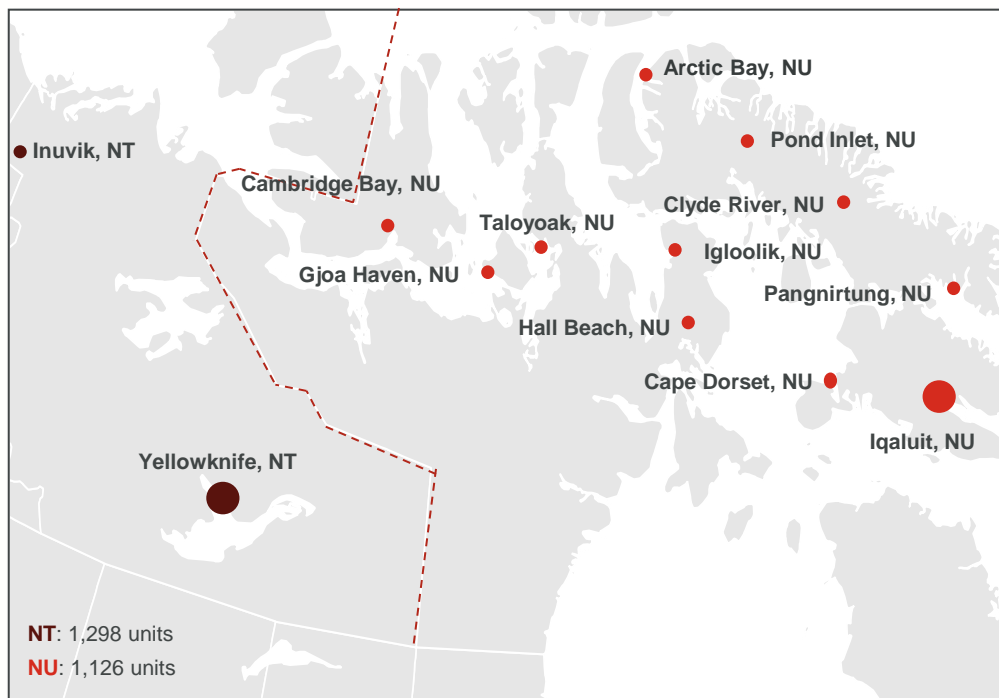 Arctic Bay, NU
Pond Inlet, NU
Inuvik, NT
Cambridge Bay, NU
Clyde River, NU
Taloyoak, NU
Igloolik, NU
Gjoa Haven, NU
Pangnirtung, NU
Hall Beach, NU
Cape Dorset, NU
Iqaluit, NU
Yellowknife, NT
NT: 1,298 units
NU: 1,126 units